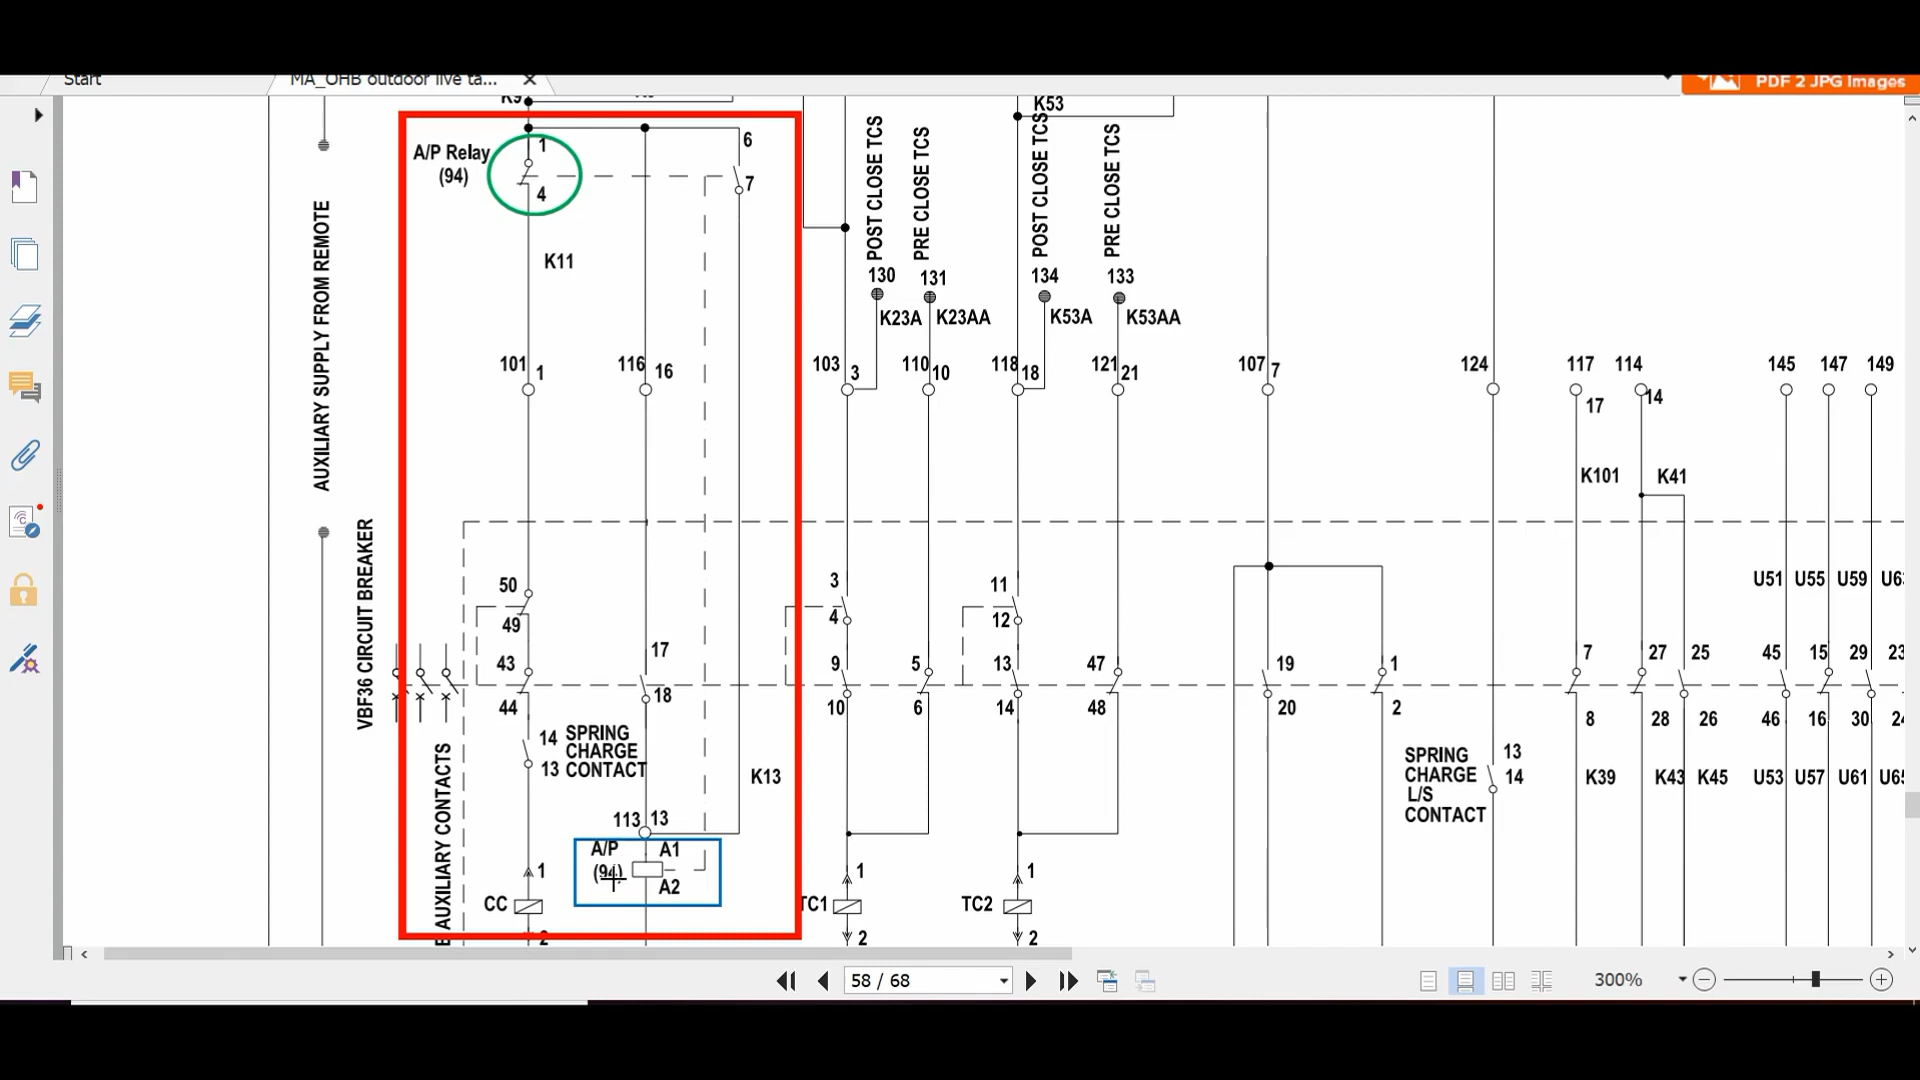 Start
MA_OHB outdoor live ta...
PDF 2 JPG Images
K9
K53
A/P Relay
(94)
1
4
6
7
K11
AUXILIARY SUPPLY FROM REMOTE
POST CLOSE TCS
PRE CLOSE TCS
POST CLOSE TCS
PRE CLOSE TCS
130
131
134
133
K23A
K23AA
K53A
K53AA
101
1
116
16
103
3
110
10
118
18
121
21
107
7
124
117
17
114
14
145
147
149
K101
K41
VBF36 CIRCUIT BREAKER
50
49
3
4
11
12
U51
U55
U59
43
44
17
18
9
10
5
6
13
14
47
48
19
20
1
2
7
8
27
28
25
26
45
46
15
16
29
30
23
14
13
SPRING
CHARGE
CONTACT
K13
SPRING
CHARGE
L/S
CONTACT
13
14
K39
K43
K45
U53
U57
U61
AUXILIARY CONTACTS
113
13
A/P
(94)
A1
A2
CC
1
2
TC1
1
2
TC2
1
2
58 / 68
300%